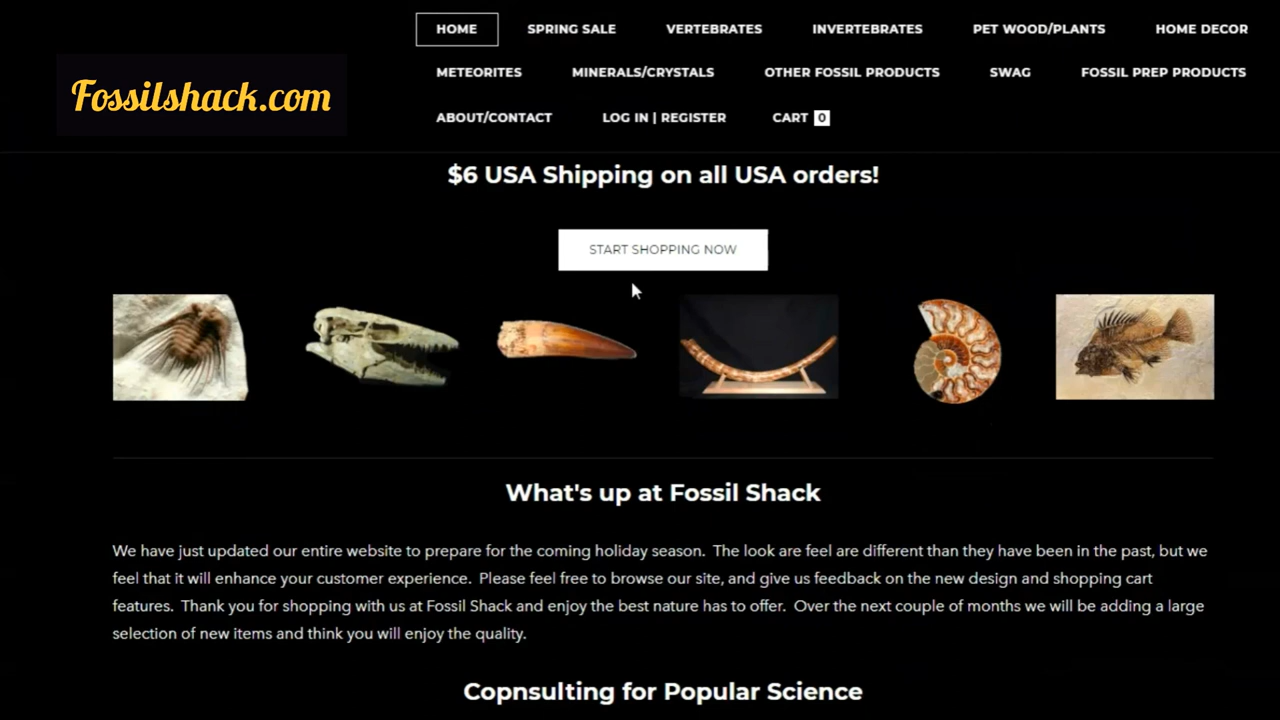 HOME SPRING SALE VERTEBRATES INVERTEBRATES PET WOOD/PLANTS HOME DECOR
METEORITES MINERALS/CRYSTALS OTHER FOSSIL PRODUCTS SWAG FOSSIL PREP PRODUCTS
Fossilshack.com
ABOUT/CONTACT LOG IN | REGISTER CART 0
$6 USA Shipping on all USA orders!
START SHOPPING NOW
What's up at Fossil Shack
We have just updated our entire website to prepare for the coming holiday season. The look are feel are different than they have been in the past, but we
feel that it will enhance your customer experience. Please feel free to browse our site, and give us feedback on the new design and shopping cart
features. Thank you for shopping with us at Fossil Shack and enjoy the best nature has to offer. Over the next couple of months we will be adding a large
selection of new items and think you will enjoy the quality.
Copnsulting for Popular Science